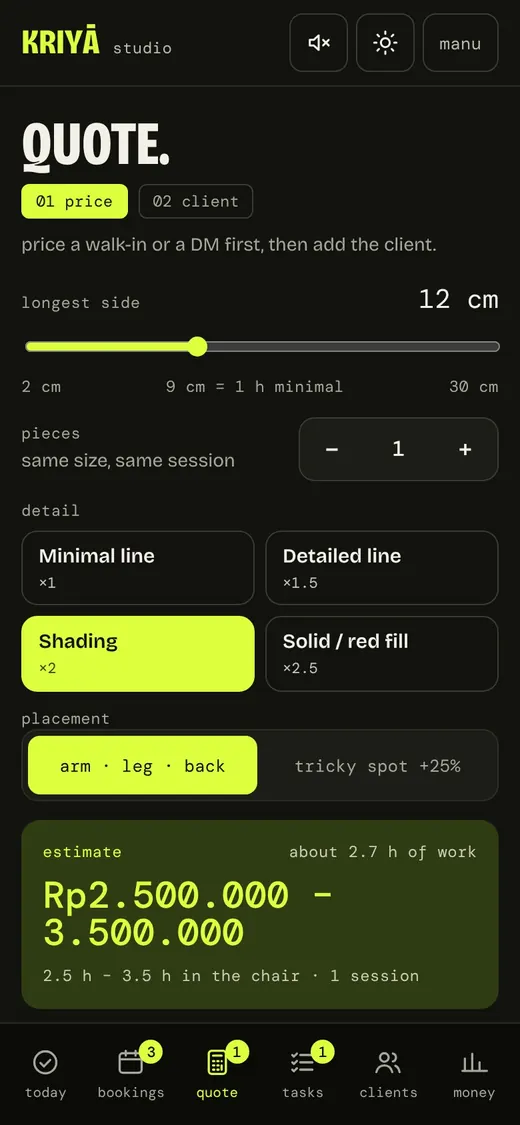 KRIYĀ studio
manu
QUOTE.
01 price
02 client
price a walk-in or a DM first, then add the client.
longest side
12 cm
2 cm
9 cm = 1 h minimal
30 cm
pieces
same size, same session
−
1
+
detail
Minimal line
×1
Detailed line
×1.5
Shading
×2
Solid / red fill
×2.5
placement
arm · leg · back
tricky spot +25%
estimate
about 2.7 h of work
Rp2.500.000 –
3.500.000
2.5 h – 3.5 h in the chair · 1 session
3
1
1
today
bookings
quote
tasks
clients
money